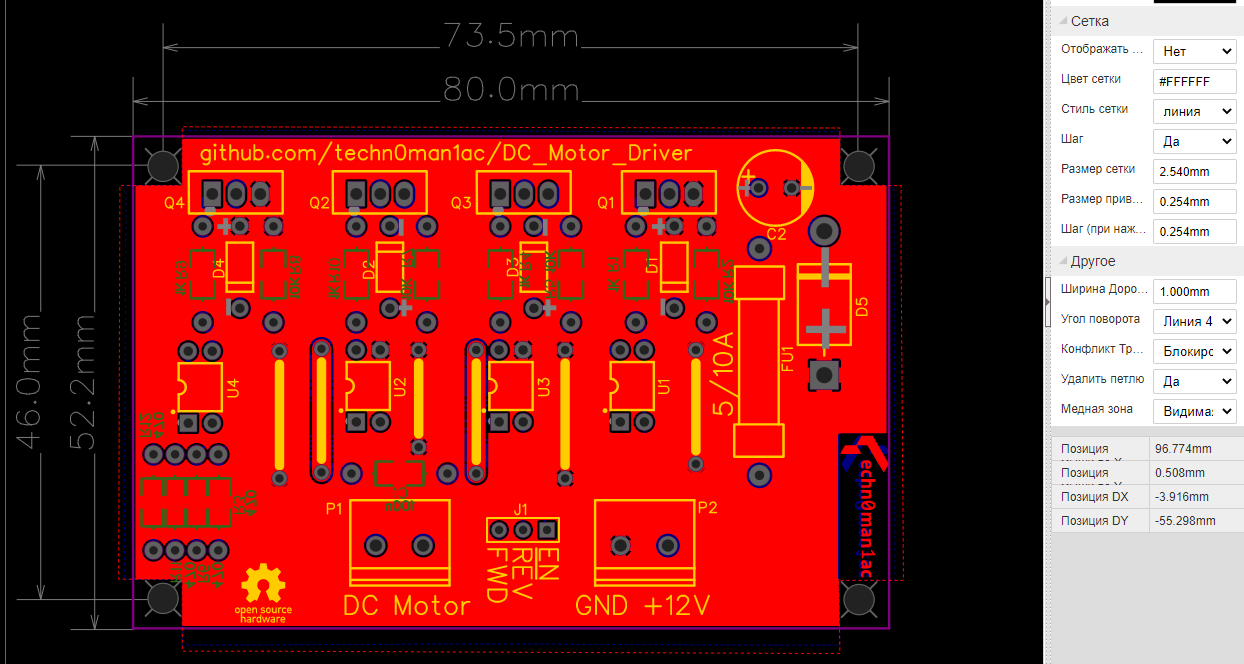 73.5mm
80.0mm
46.0mm
52.2mm
github.com/techn0man1ac/DC_Motor_Driver
Q4
Q2
Q3
Q1
C2
D4
D2
D3
D1
D5
FU1
5/10A
U4
U2
U3
U1
100n
P1
J1
P2
EN
REV
FWD
DC Motor
GND +12V
open source
hardware
echn0man1ac
Сетка
Отображать ...
Нет
Цвет сетки
#FFFFFF
Стиль сетки
линия
Шаг
Да
Размер сетки
2.540mm
Размер прив...
0.254mm
Шаг (при наж...
0.254mm
Другое
Ширина Доро...
1.000mm
Угол поворота
Линия 4
Конфликт Тр...
Блокирс
Удалить петлю
Да
Медная зона
Видима
Позиция
96.774mm
Позиция
0.508mm
Позиция DX
-3.916mm
Позиция DY
-55.298mm